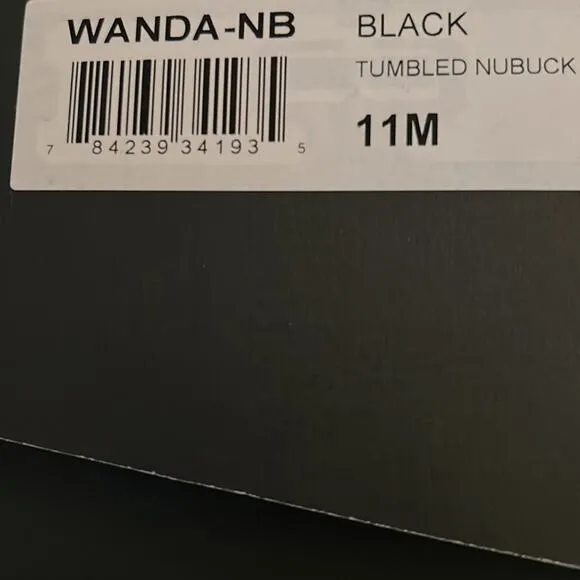 WANDA-NB
7 84239 34193 5
BLACK
TUMBLED NUBUCK
11M